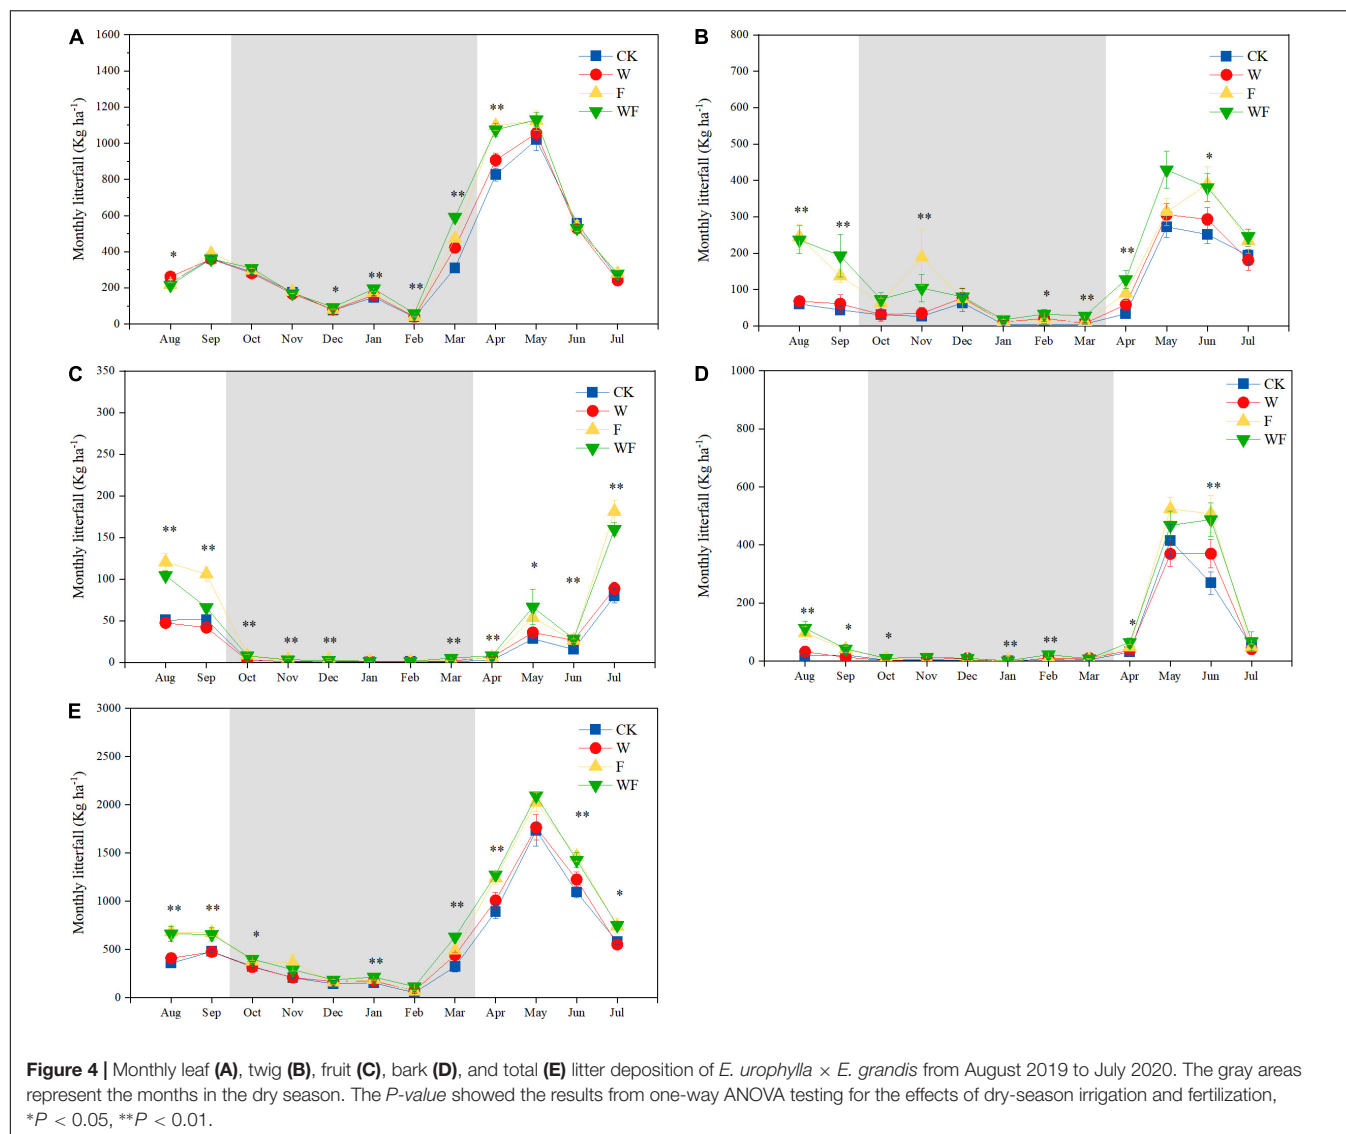 A
Monthly litterfall (Kg ha-1)
1600
1400
1200
1000
800
600
400
200
0
CK
W
F
WF
*
*
**
**
**
**
Aug Sep Oct Nov Dec Jan Feb Mar Apr May Jun Jul
B
Monthly litterfall (Kg ha-1)
800
700
600
500
400
300
200
100
0
CK
W
F
WF
**
**
**
*
**
**
*
Aug Sep Oct Nov Dec Jan Feb Mar Apr May Jun Jul
C
Monthly litterfall (Kg ha-1)
350
300
250
200
150
100
50
0
CK
W
F
WF
**
**
**
**
**
**
**
*
**
**
Aug Sep Oct Nov Dec Jan Feb Mar Apr May Jun Jul
D
Monthly litterfall (Kg ha-1)
1000
800
600
400
200
0
CK
W
F
WF
**
*
*
**
**
*
**
Aug Sep Oct Nov Dec Jan Feb Mar Apr May Jun Jul
E
Monthly litterfall (Kg ha-1)
3000
2500
2000
1500
1000
500
0
CK
W
F
WF
**
**
*
**
**
**
**
*
Aug Sep Oct Nov Dec Jan Feb Mar Apr May Jun Jul
Figure 4 | Monthly leaf (A), twig (B), fruit (C), bark (D), and total (E) litter deposition of E. urophylla × E. grandis from August 2019 to July 2020. The gray areas
represent the months in the dry season. The P-value showed the results from one-way ANOVA testing for the effects of dry-season irrigation and fertilization,
*P < 0.05, **P < 0.01.